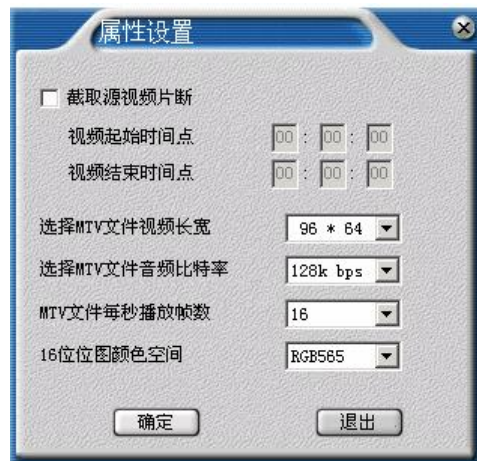 属性设置
截取源视频片断
视频起始时间点 00 : 00 : 00
视频结束时间点 00 : 00 : 00
选择MTV文件视频长宽 96 * 64
选择MTV文件音频比特率 128k bps
MTV文件每秒播放帧数 16
16位位图颜色空间 RGB565
确定 退出